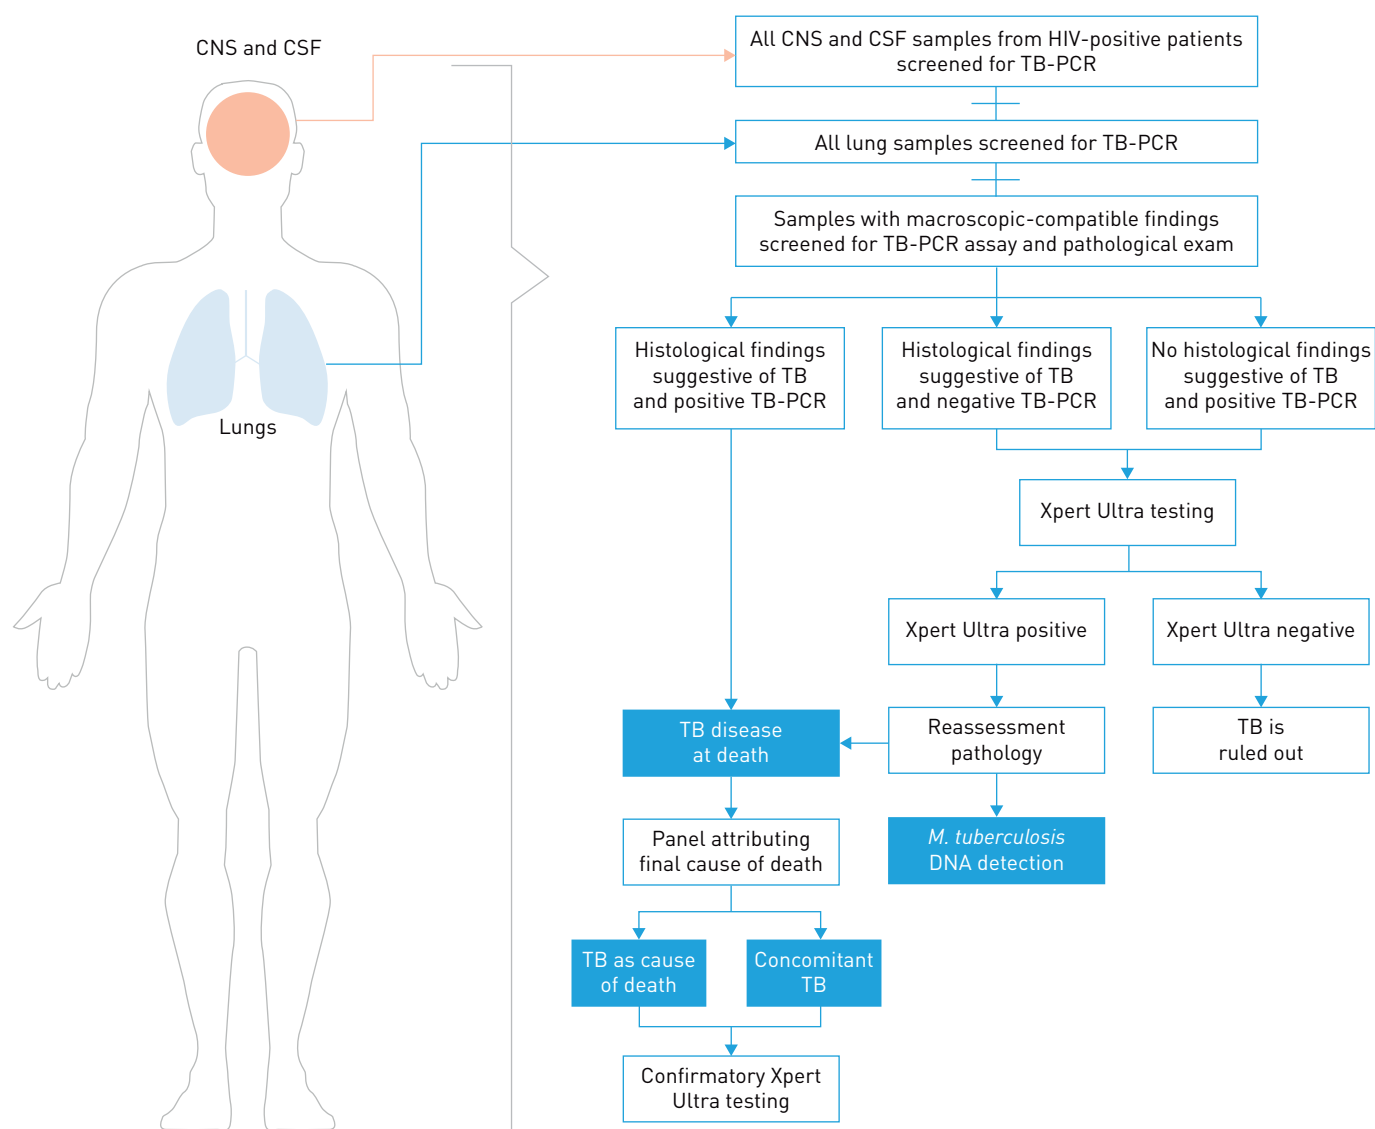 CNS and CSF
All CNS and CSF samples from HIV-positive patients
screened for TB-PCR
All lung samples screened for TB-PCR
Samples with macroscopic-compatible findings
screened for TB-PCR assay and pathological exam
Lungs
Histological findings
suggestive of TB
and positive TB-PCR
Histological findings
suggestive of TB
and negative TB-PCR
No histological findings
suggestive of TB
and positive TB-PCR
Xpert Ultra testing
Xpert Ultra positive
Xpert Ultra negative
TB disease
at death
Reassessment
pathology
TB is
ruled out
Panel attributing
final cause of death
M. tuberculosis
DNA detection
TB as cause
of death
Concomitant
TB
Confirmatory Xpert
Ultra testing